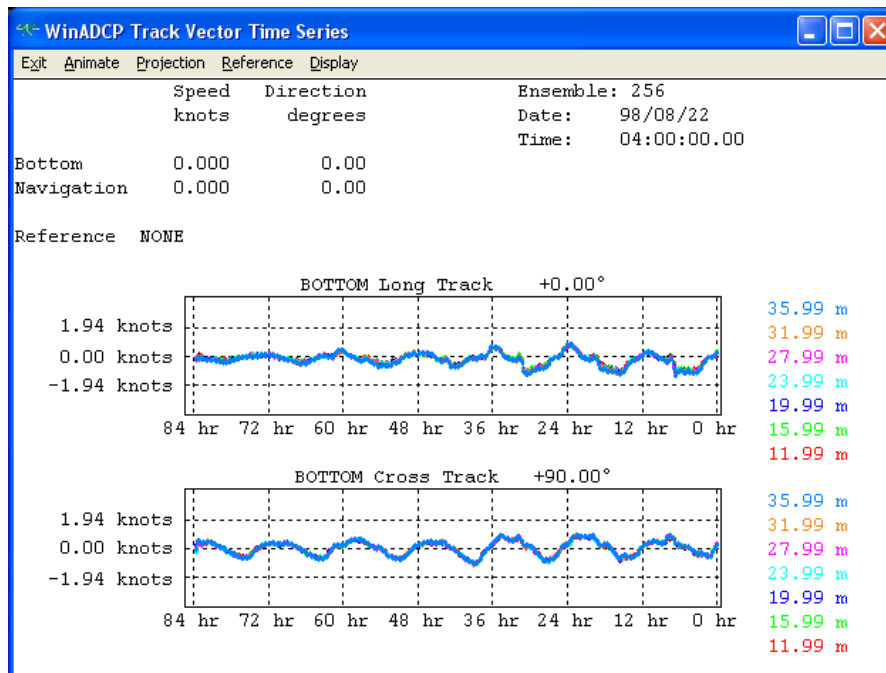 WinADCP Track Vector Time Series
Exit Animate Projection Reference Display
Speed Direction Ensemble: 256
knots degrees Date: 98/08/22
Time: 04:00:00.00
Bottom 0.000 0.00
Navigation 0.000 0.00
Reference NONE
BOTTOM Long Track +0.00°
1.94 knots
0.00 knots
-1.94 knots
84 hr 72 hr 60 hr 48 hr 36 hr 24 hr 12 hr 0 hr
35.99 m
31.99 m
27.99 m
23.99 m
19.99 m
15.99 m
11.99 m
BOTTOM Cross Track +90.00°
1.94 knots
0.00 knots
-1.94 knots
84 hr 72 hr 60 hr 48 hr 36 hr 24 hr 12 hr 0 hr
35.99 m
31.99 m
27.99 m
23.99 m
19.99 m
15.99 m
11.99 m